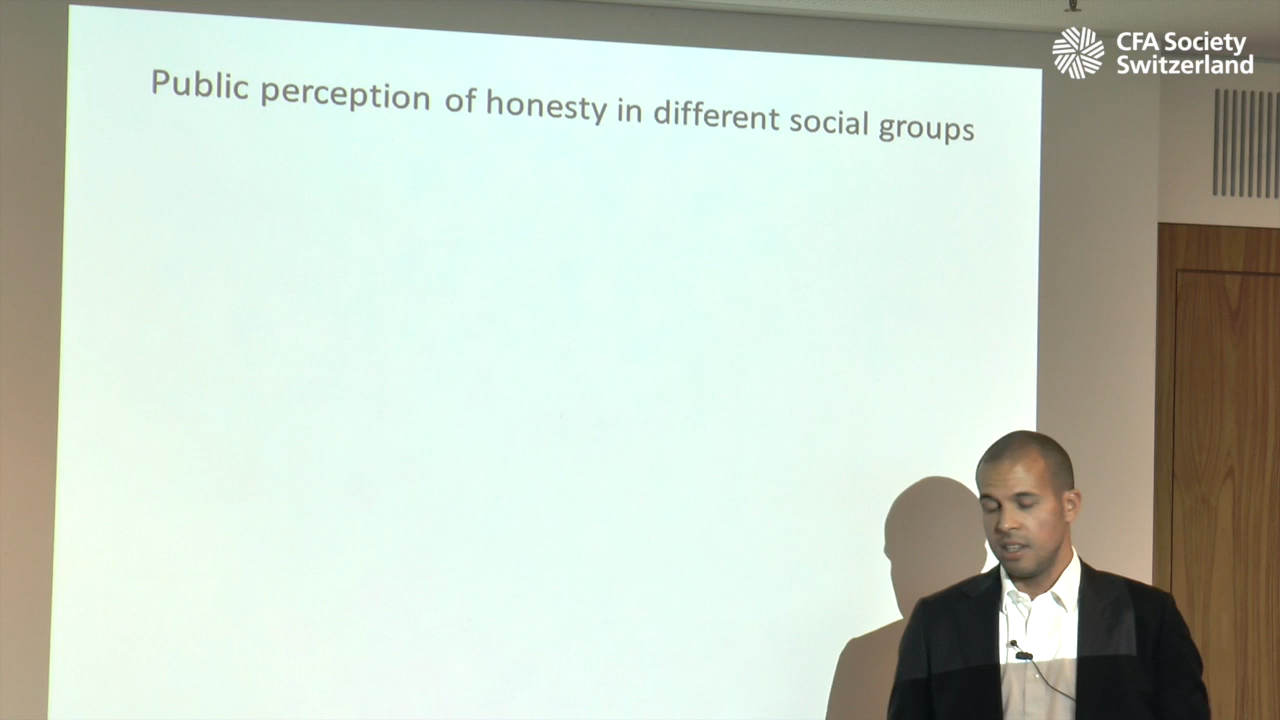 CFA Society
Switzerland
Public perception of honesty in different social groups